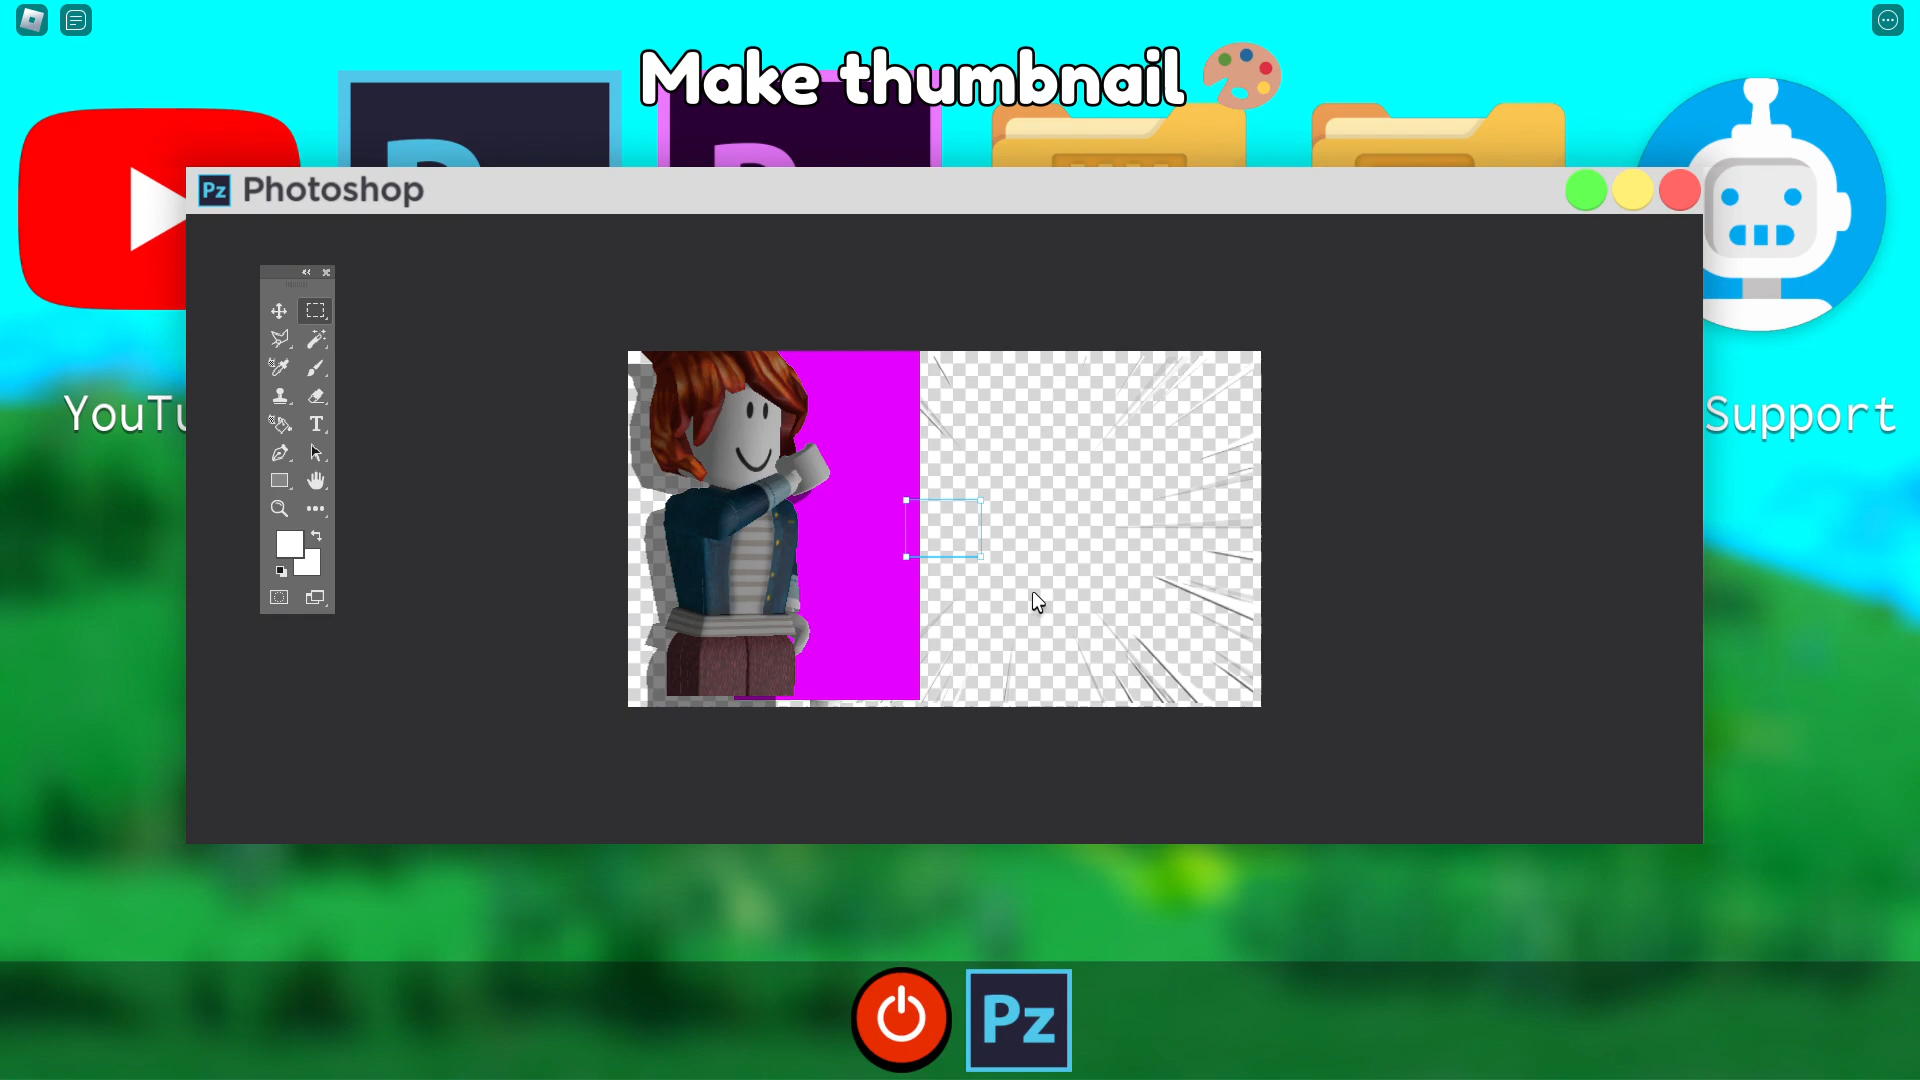 Make thumbnail
Pz Photoshop
YouTu
Support
T
Pz